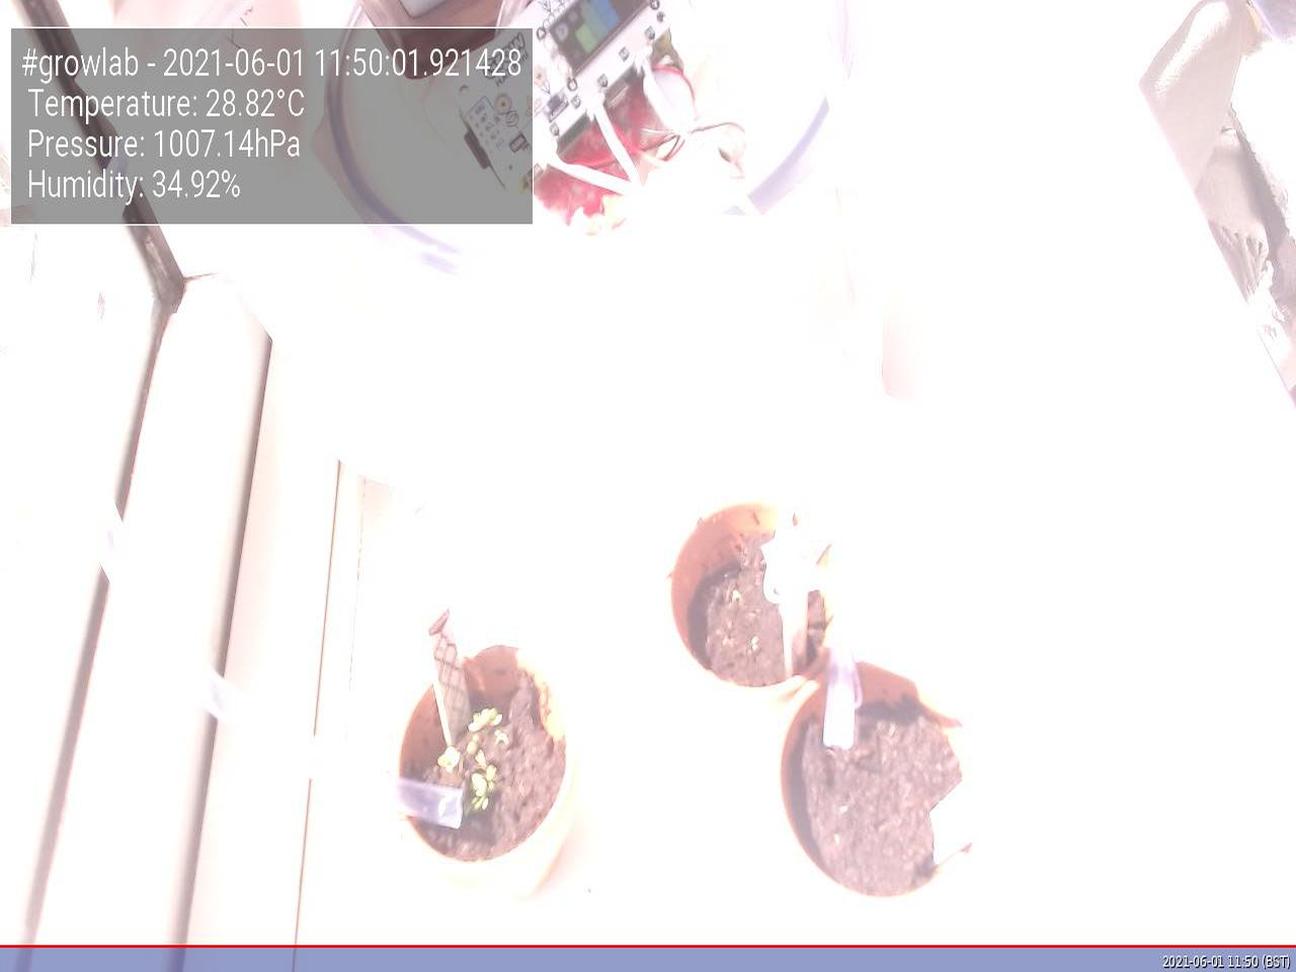 #growlab - 2021-06-01 11:50:01.921428
Temperature: 28.82°C
Pressure: 1007.14hPa
Humidity: 34.92%
2021-06-01 11:50 (BST)